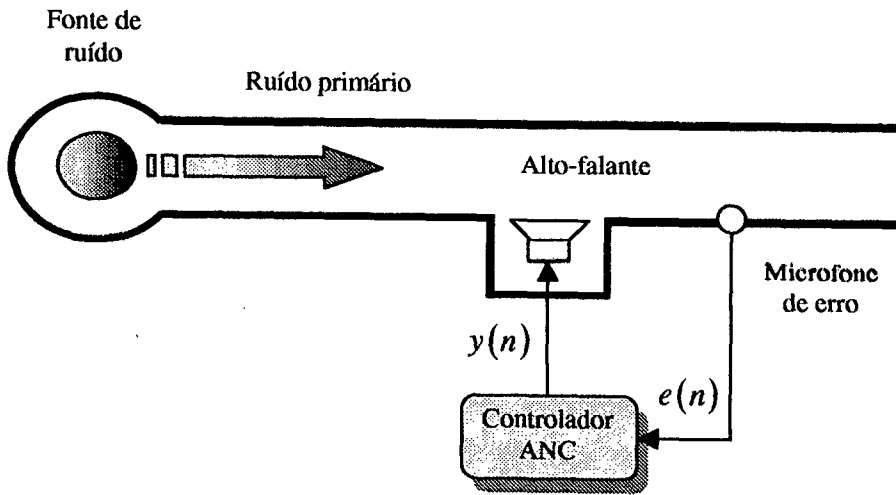 Fonte de
ruído
Ruído primário
Alto-falante
Microfone
de erro
y(n)
e(n)
Controlador
ANC